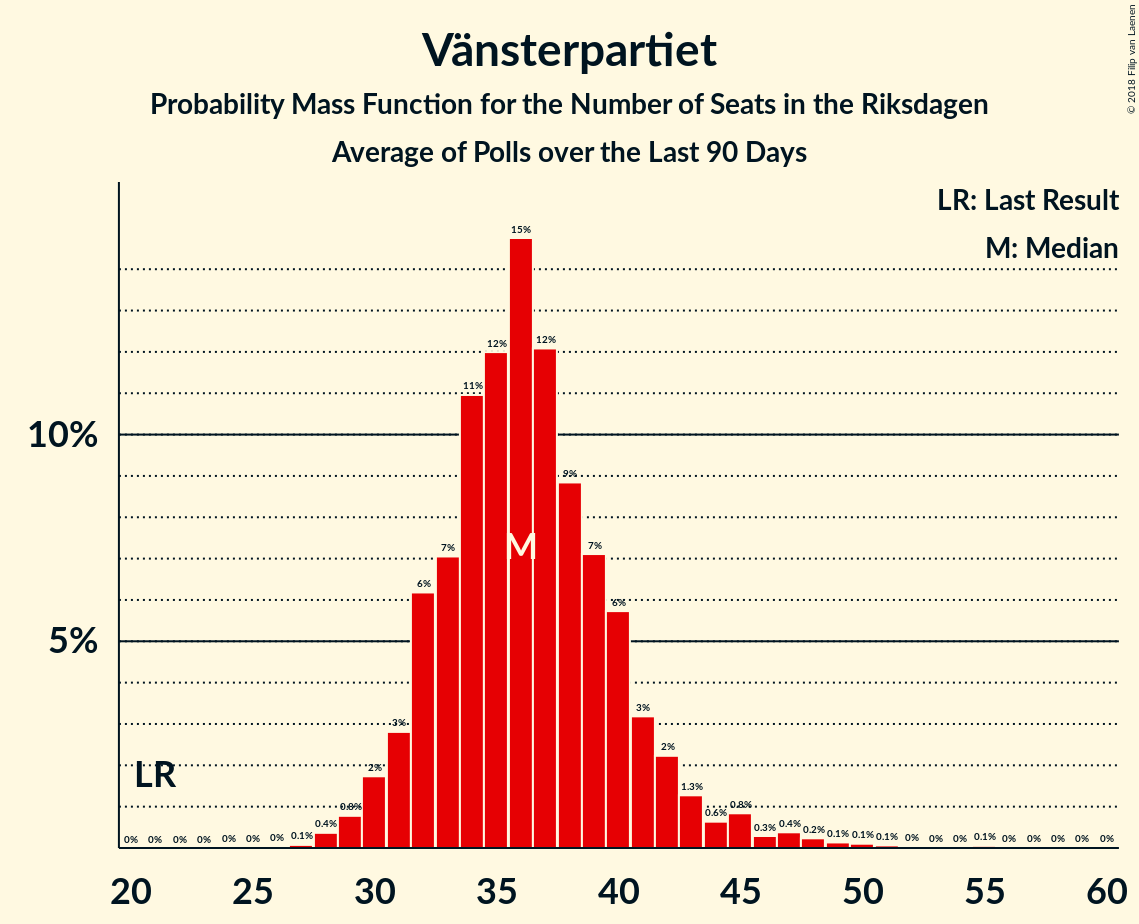 Vänsterpartiet
Probability Mass Function for the Number of Seats in the Riksdagen
Average of Polls over the Last 90 Days
© 2018 Filip van Laenen
LR: Last Result
M: Median
15%
12% 12%
11%
10%
9%
7% 7%
M
6% 6%
5%
3% 3%
2% 2%
LR
1.3%
0.8% 0.6% 0.8%
0% 0% 0% 0% 0% 0% 0% 0.1% 0.4% 0.3% 0.4% 0.2% 0.1% 0.1% 0.1% 0% 0% 0% 0.1% 0% 0% 0% 0% 0%
20 25 30 35 40 45 50 55 60